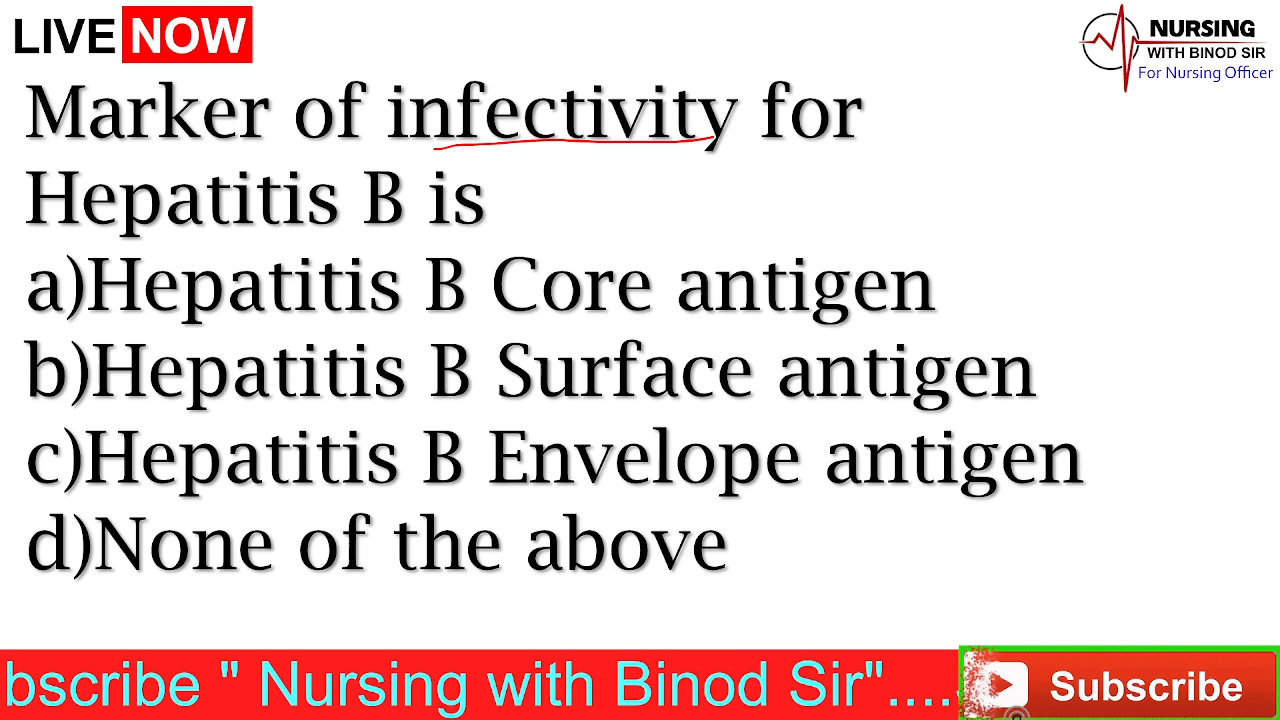 LIVE NOW
NURSING
WITH BINOD SIR
For Nursing Officer
Marker of infectivity for
Hepatitis B is
a)Hepatitis B Core antigen
b)Hepatitis B Surface antigen
c)Hepatitis B Envelope antigen
d)None of the above
bscribe " Nursing with Binod Sir"....
Subscribe